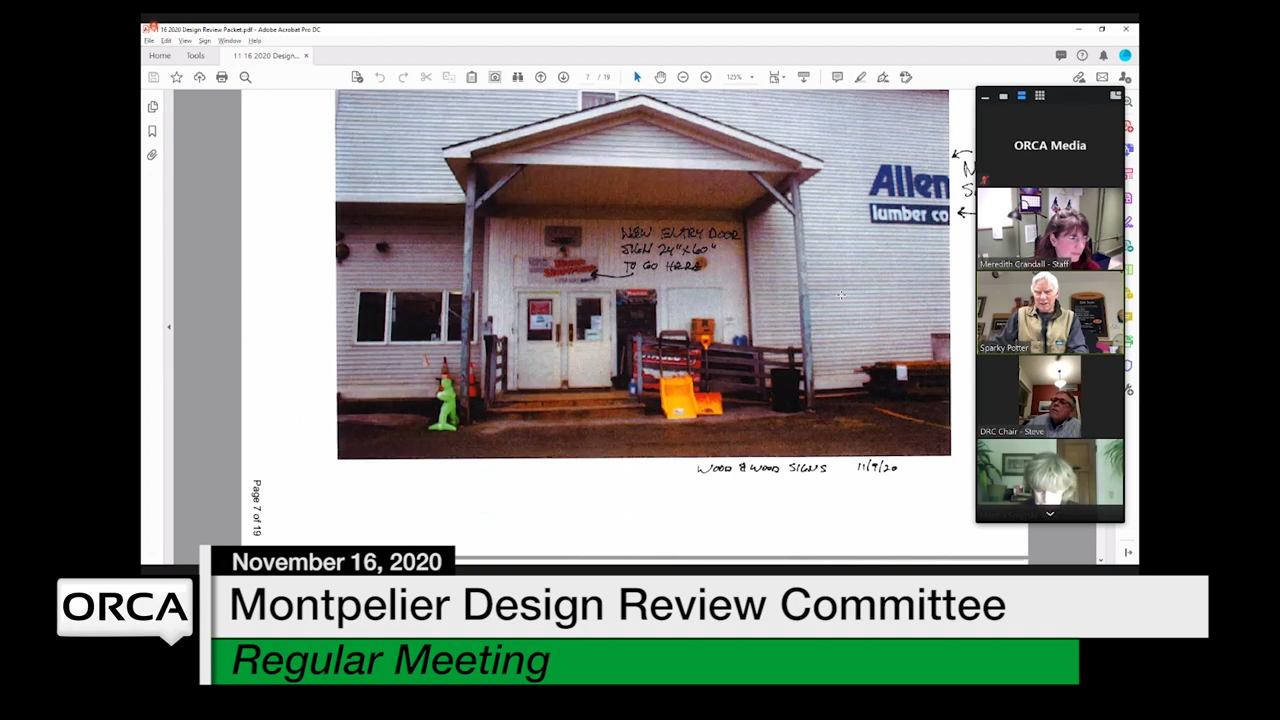 16 2020 Design Review Packet.pdf - Adobe Acrobat Pro DC
File Edit View Sign Window Help
Home Tools 11 16 2020 Design... ×
7 / 19 125%
ORCA Media
Allen
lumber co
NEW ENTRY DOOR
SIGN 24" X 60"
TO GO HERE
Meredith Crandall - Staff
Sparky Potter
DRC Chair - Steve
WOOD & WOOD SIGNS 11/9/20
Page 7 of 19
November 16, 2020
ORCA
Montpelier Design Review Committee
Regular Meeting